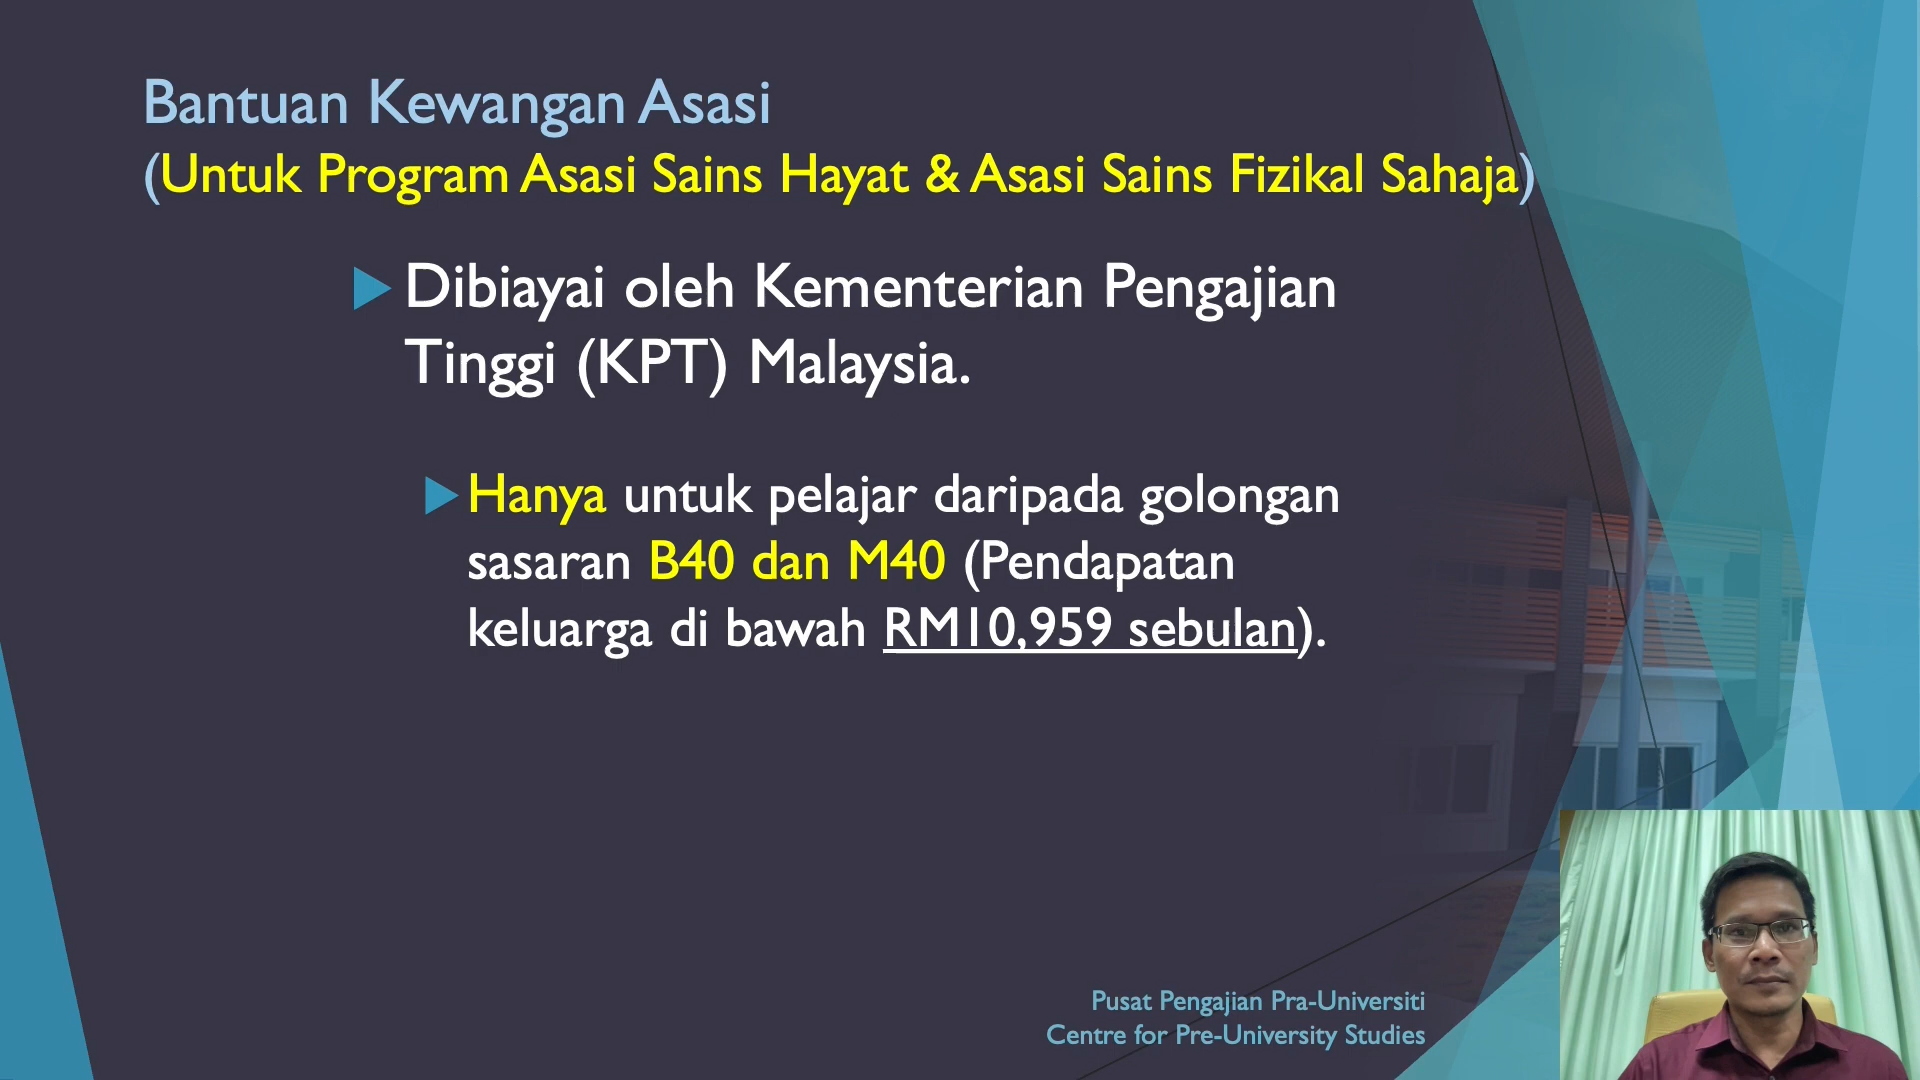 Bantuan Kewangan Asasi
(Untuk Program Asasi Sains Hayat & Asasi Sains Fizikal Sahaja)
Dibiayai oleh Kementerian Pengajian
Tinggi (KPT) Malaysia.
Hanya untuk pelajar daripada golongan
sasaran B40 dan M40 (Pendapatan
keluarga di bawah RM10,959 sebulan).
Pusat Pengajian Pra-Universiti
Centre for Pre-University Studies